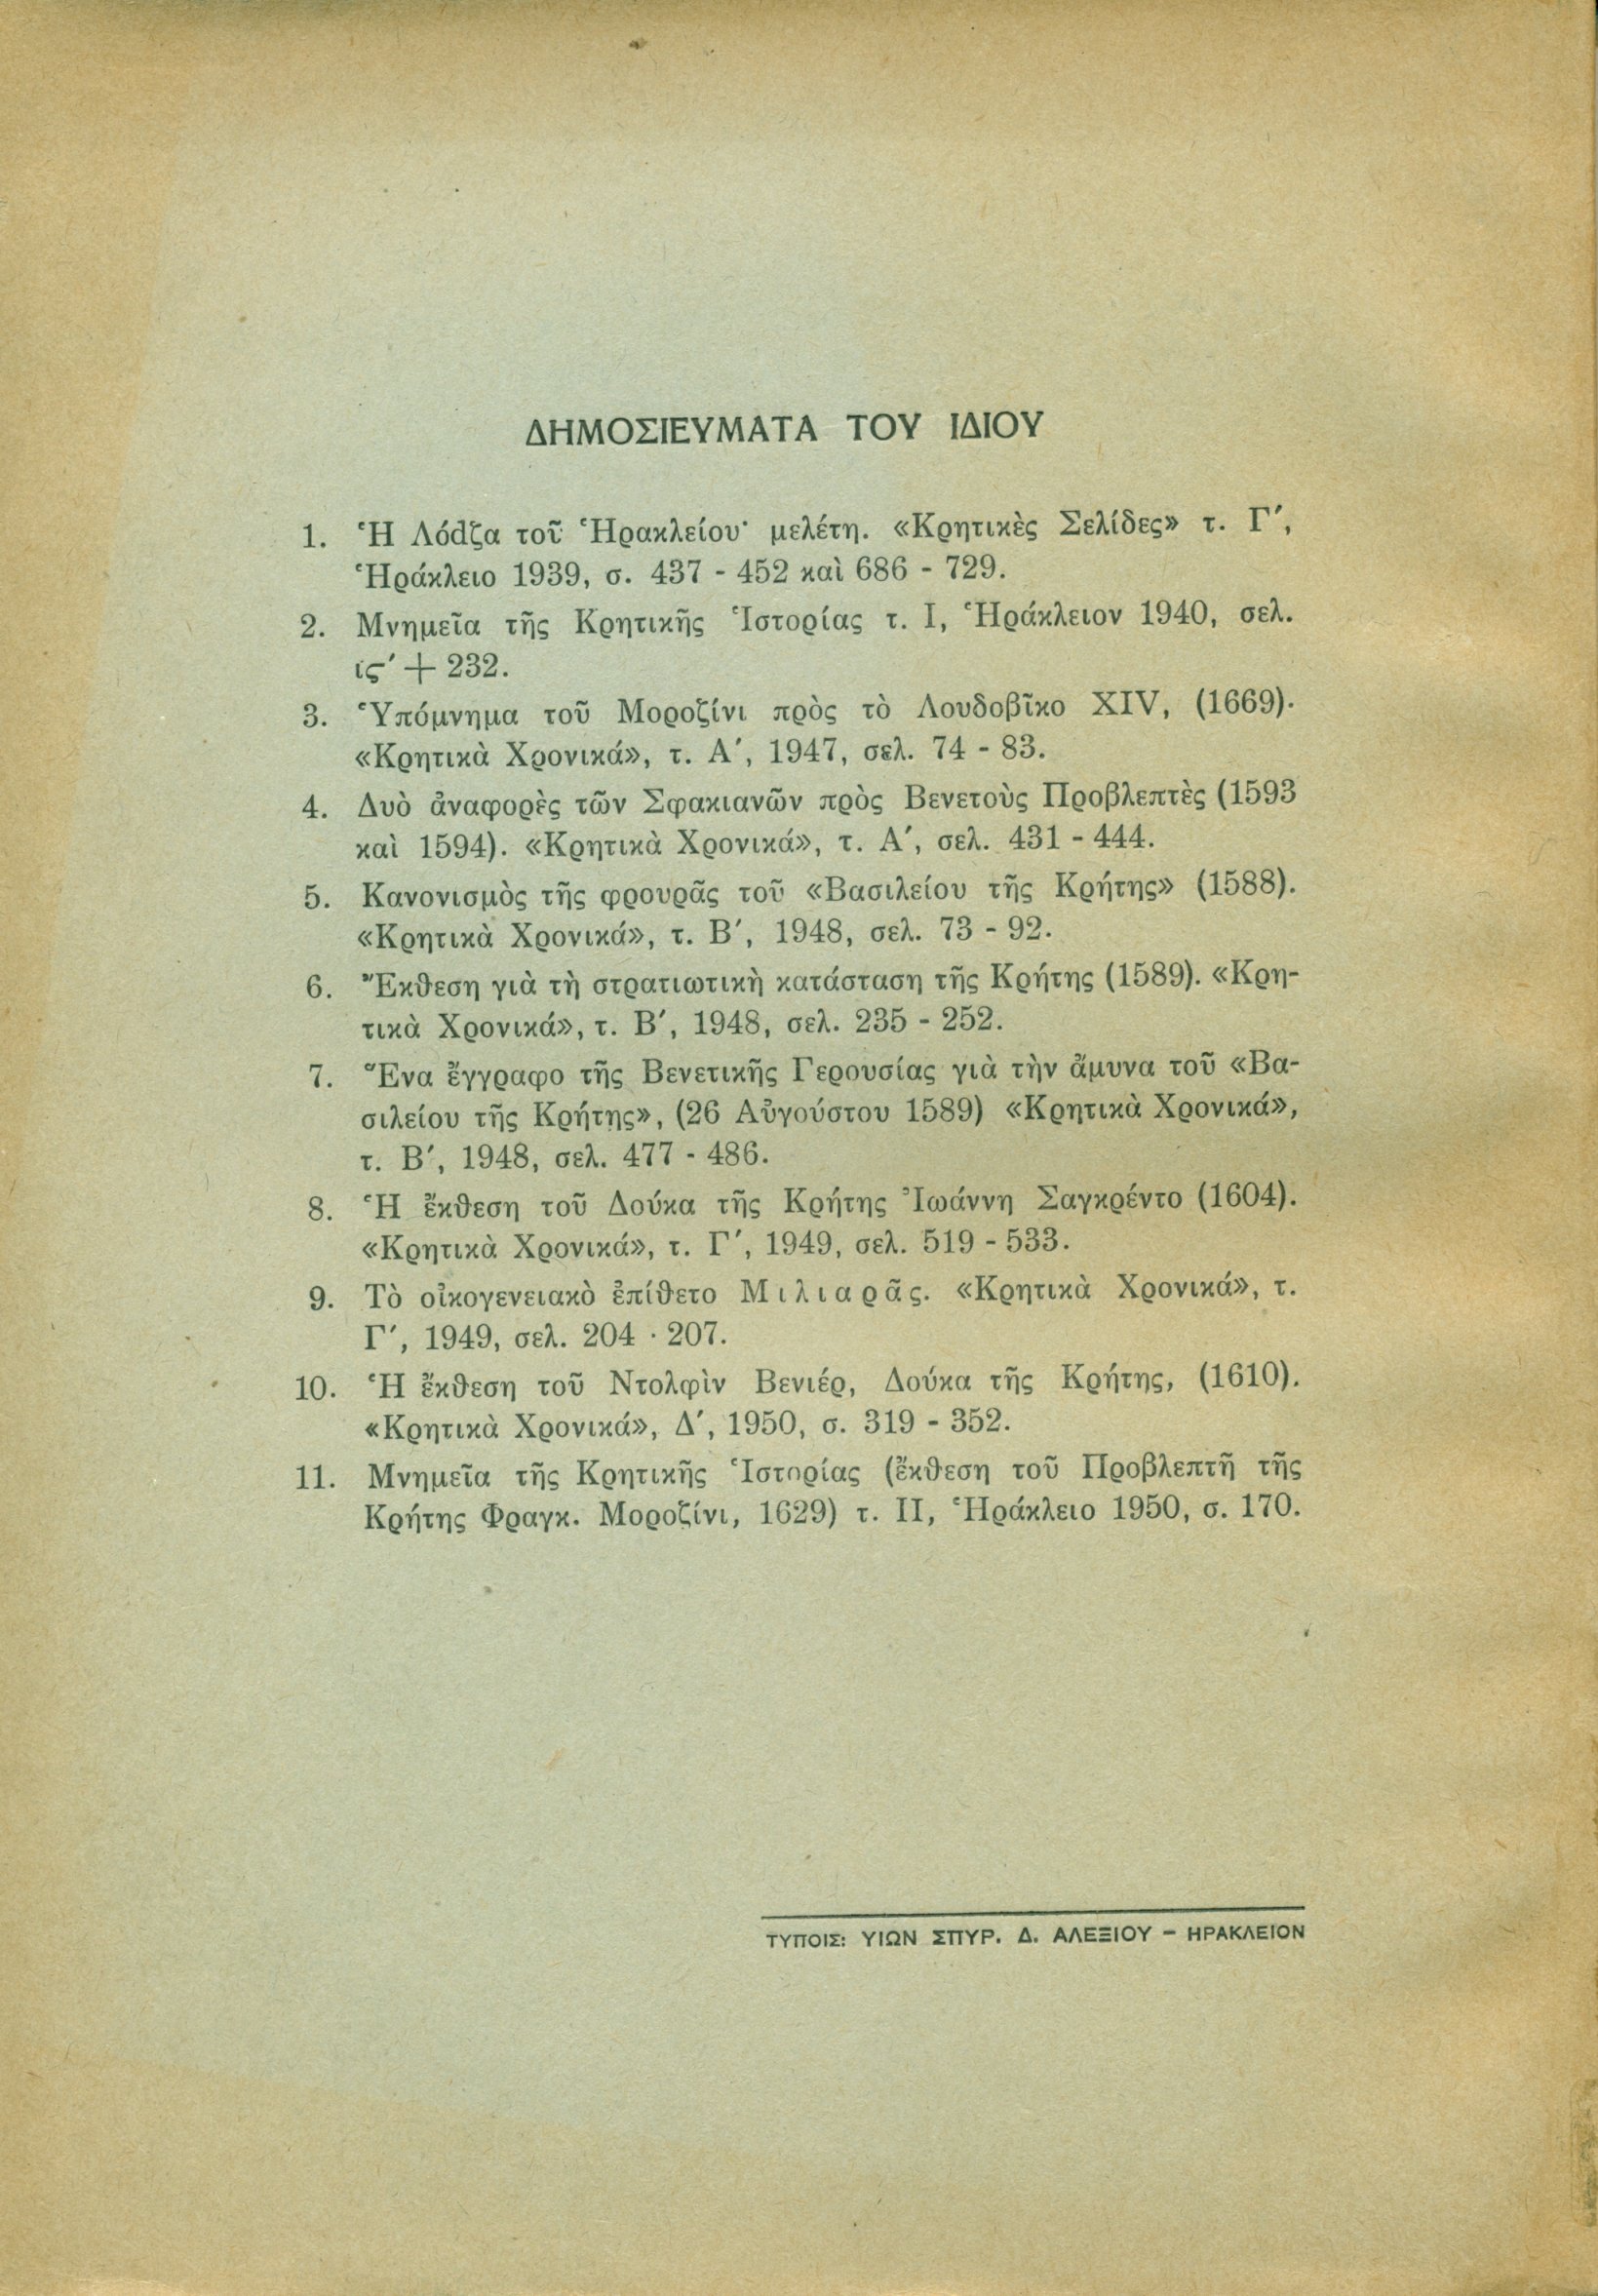 ΔΗΜΟΣΙΕΥΜΑΤΑ ΤΟΥ ΙΔΙΟΥ
1. Ἡ Λόdζα τοῦ Ἡρακλείου· μελέτη. «Κρητικὲς Σελίδες» τ. Γ΄,
Ἡράκλειο 1939, σ. 437 - 452 καὶ 686 - 729.
2. Μνημεῖα τῆς Κρητικῆς Ἱστορίας τ. Ι, Ἡράκλειον 1940, σελ.
ις΄ + 232.
3. Ὑπόμνημα τοῦ Μοροζίνι πρὸς τὸ Λουδοβῖκο XIV, (1669).
«Κρητικὰ Χρονικά», τ. Α΄, 1947, σελ. 74 - 83.
4. Δυὸ ἀναφορὲς τῶν Σφακιανῶν πρὸς Βενετοὺς Προβλεπτὲς (1593
καὶ 1594). «Κρητικὰ Χρονικά», τ. Α΄, σελ. 431 - 444.
5. Κανονισμὸς τῆς φρουρᾶς τοῦ «Βασιλείου τῆς Κρήτης» (1588).
«Κρητικὰ Χρονικά», τ. Β΄, 1948, σελ. 73 - 92.
6. Ἔκθεση γιὰ τὴ στρατιωτικὴ κατάσταση τῆς Κρήτης (1589). «Κρη-
τικὰ Χρονικά», τ. Β΄, 1948, σελ. 235 - 252.
7. Ἕνα ἔγγραφο τῆς Βενετικῆς Γερουσίας γιὰ τὴν ἄμυνα τοῦ «Βα-
σιλείου τῆς Κρήτης», (26 Αὐγούστου 1589) «Κρητικὰ Χρονικά»,
τ. Β΄, 1948, σελ. 477 - 486.
8. Ἡ ἔκθεση τοῦ Δούκα τῆς Κρήτης Ἰωάννη Σαγκρέντο (1604).
«Κρητικὰ Χρονικά», τ. Γ΄, 1949, σελ. 519 - 533.
9. Τὸ οἰκογενειακὸ ἐπίθετο Μιλιαρᾶς. «Κρητικὰ Χρονικά», τ.
Γ΄, 1949, σελ. 204 · 207.
10. Ἡ ἔκθεση τοῦ Ντολφὶν Βενιέρ, Δούκα τῆς Κρήτης, (1610).
«Κρητικὰ Χρονικά», Δ΄, 1950, σ. 319 - 352.
11. Μνημεῖα τῆς Κρητικῆς Ἱστορίας (ἔκθεση τοῦ Προβλεπτῆ τῆς
Κρήτης Φραγκ. Μοροζίνι, 1629) τ. ΙΙ, Ἡράκλειο 1950, σ. 170.
ΤΥΠΟΙΣ: ΥΙΩΝ ΣΠΥΡ. Δ. ΑΛΕΞΙΟΥ – ΗΡΑΚΛΕΙΟΝ